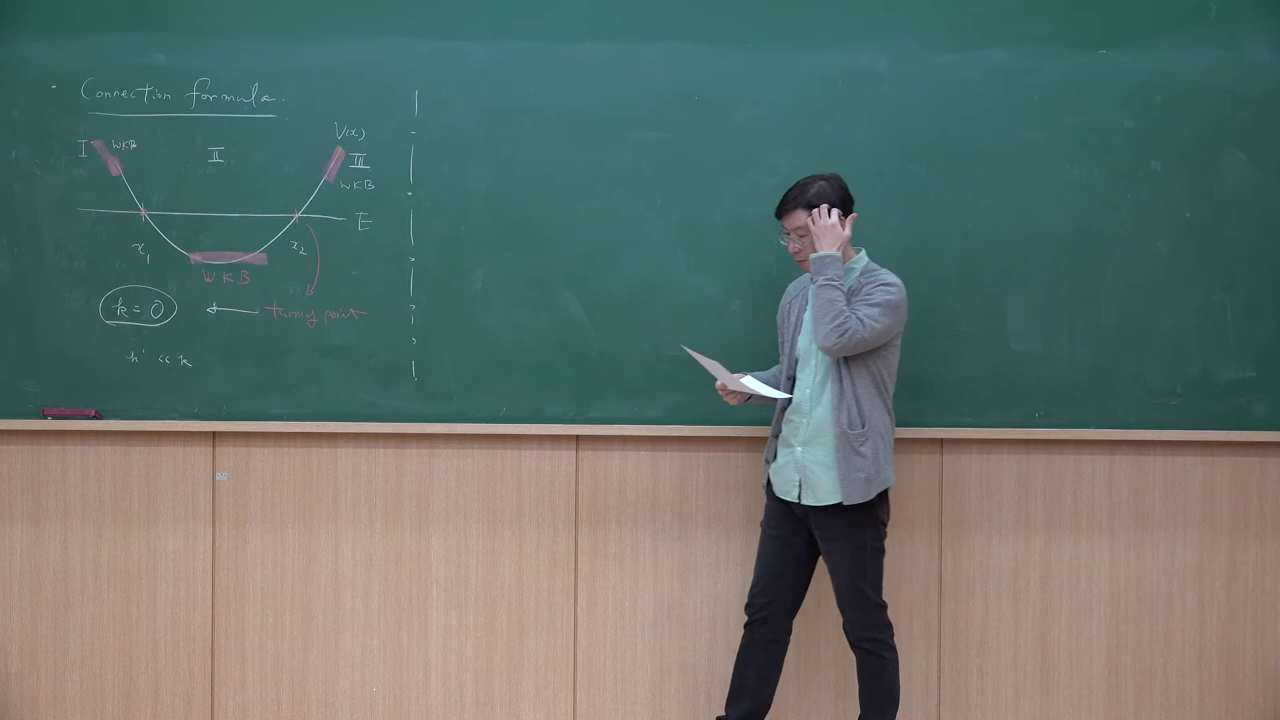 · Connection formula.
V(x)
I WKB II III
WKB
E
x₁ x₂
WKB
k = 0 ← turning point
k' << k